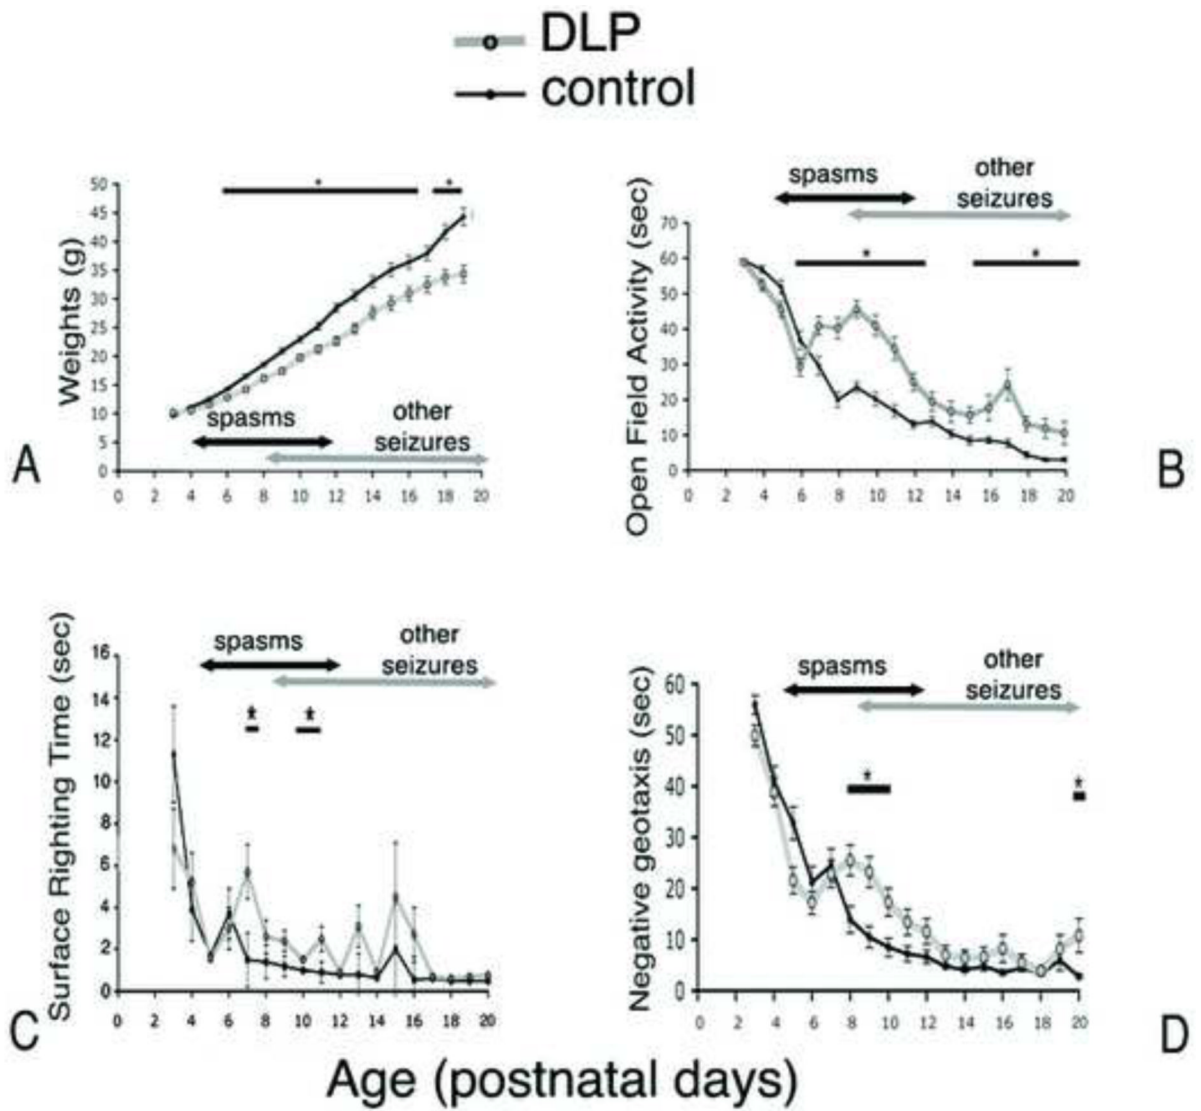 DLP
control
Weights (g)
50
45
40
35
30
25
20
15
10
5
0
*
*
spasms
other
seizures
0 2 4 6 8 10 12 14 16 18 20
A
Open Field Activity (sec)
spasms
other
seizures
70
60
50
40
30
20
10
0
*
*
0 2 4 6 8 10 12 14 16 18 20
B
Surface Righting Time (sec)
spasms
other
seizures
16
14
12
10
8
6
4
2
0
*
*
0 2 4 6 8 10 12 14 16 18 20
C
Negative geotaxis (sec)
spasms
other
seizures
60
50
40
30
20
10
0
*
*
0 2 4 6 8 10 12 14 16 18 20
D
Age (postnatal days)